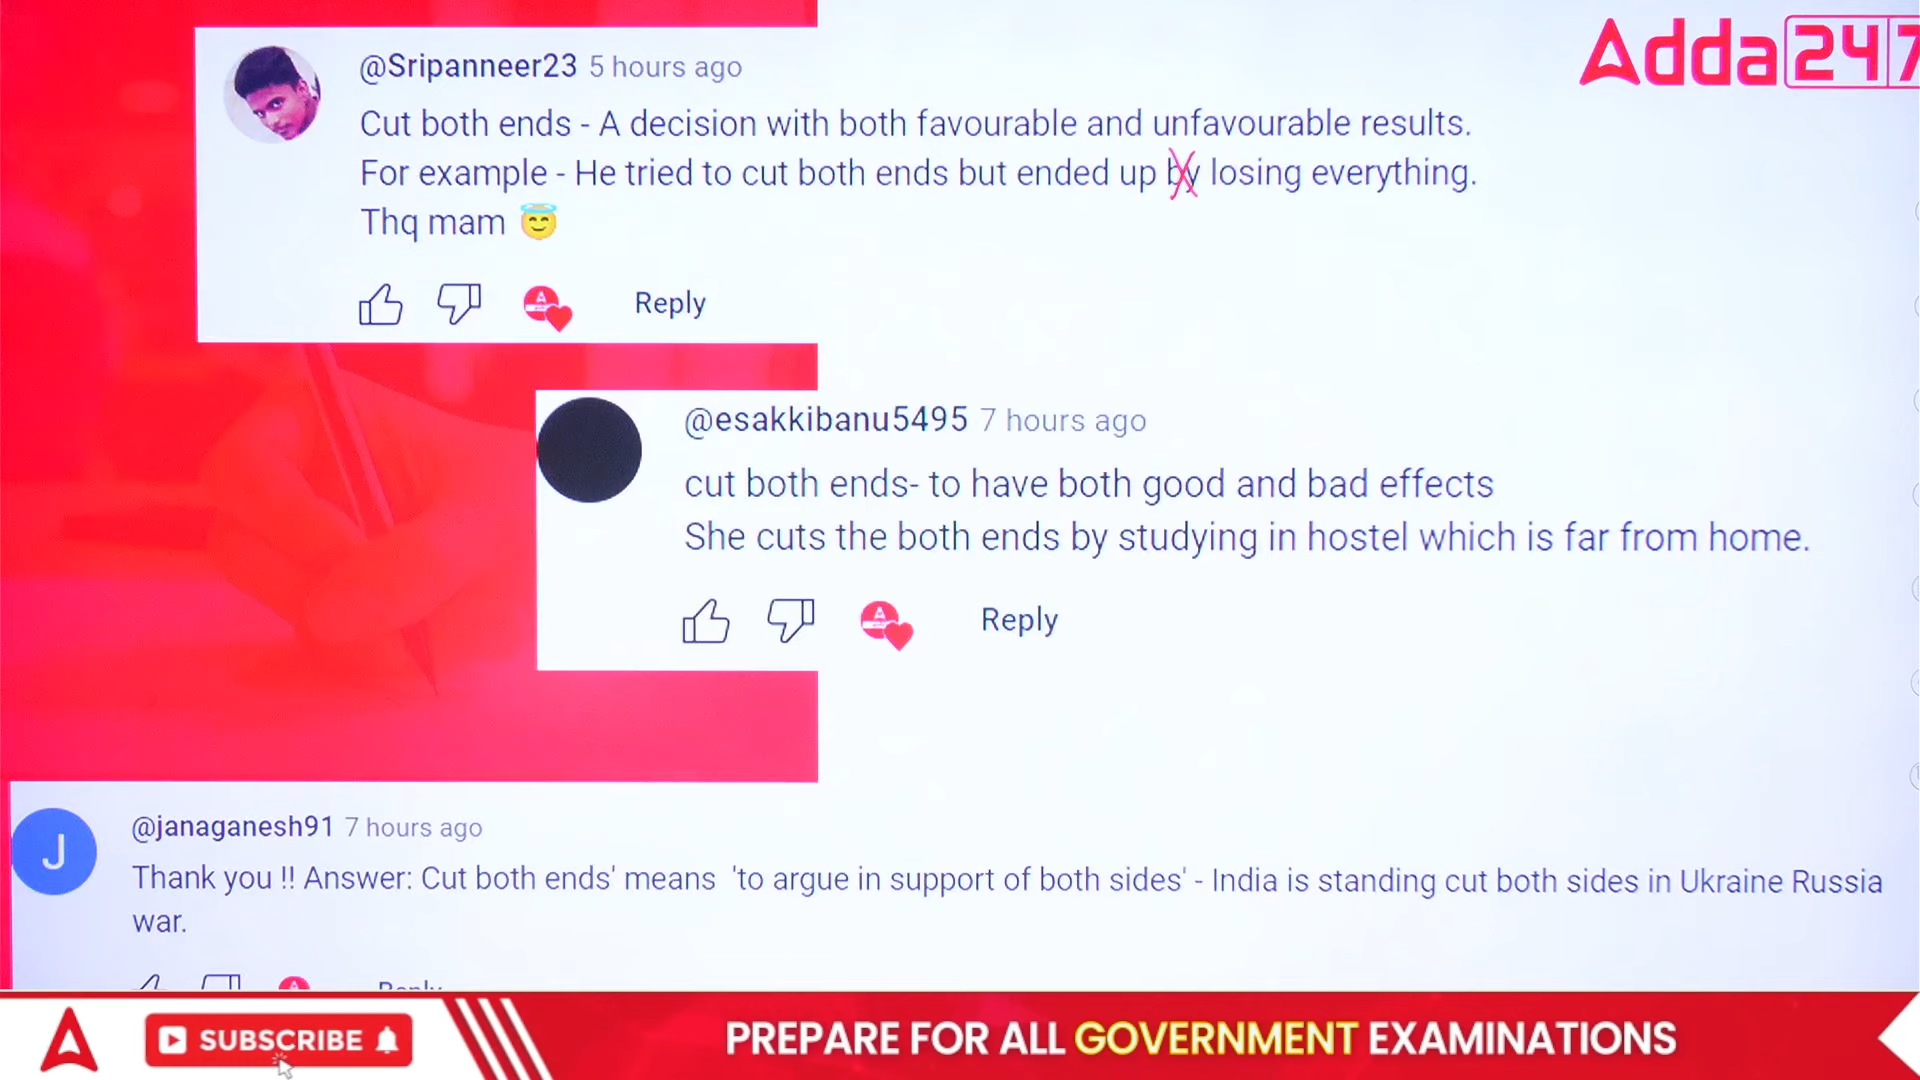 Adda247
@Sripanneer23 5 hours ago
Cut both ends - A decision with both favourable and unfavourable results.
For example - He tried to cut both ends but ended up by losing everything.
Thq mam 😇
Reply
@esakkibanu5495 7 hours ago
cut both ends- to have both good and bad effects
She cuts the both ends by studying in hostel which is far from home.
Reply
J
@janaganesh91 7 hours ago
Thank you !! Answer: Cut both ends' means 'to argue in support of both sides' - India is standing cut both sides in Ukraine Russia
war.
Reply
SUBSCRIBE
PREPARE FOR ALL GOVERNMENT EXAMINATIONS